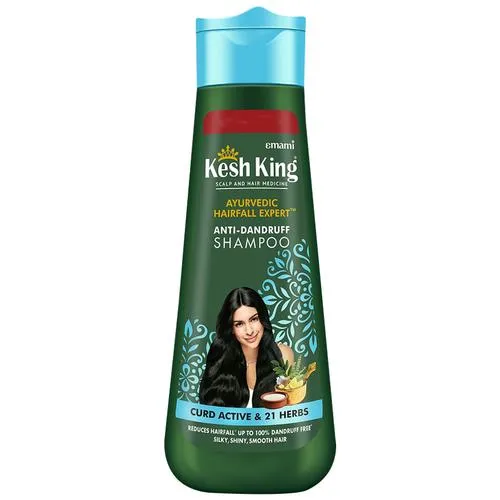 emami
Kesh King
SCALP AND HAIR MEDICINE
AYURVEDIC
HAIRFALL EXPERT™
ANTI-DANDRUFF
SHAMPOO
CURD ACTIVE & 21 HERBS
REDUCES HAIRFALL* UP TO 100% DANDRUFF FREE*
SILKY, SHINY, SMOOTH HAIR